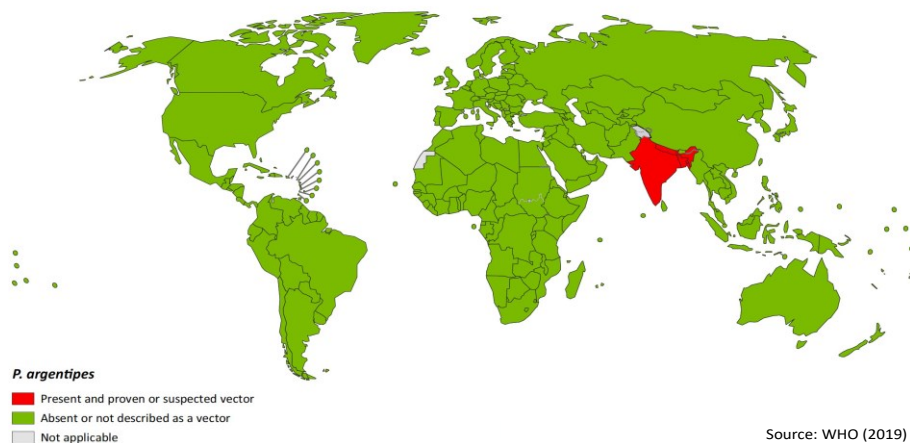 P. argentipes
Present and proven or suspected vector
Absent or not described as a vector
Not applicable
Source: WHO (2019)